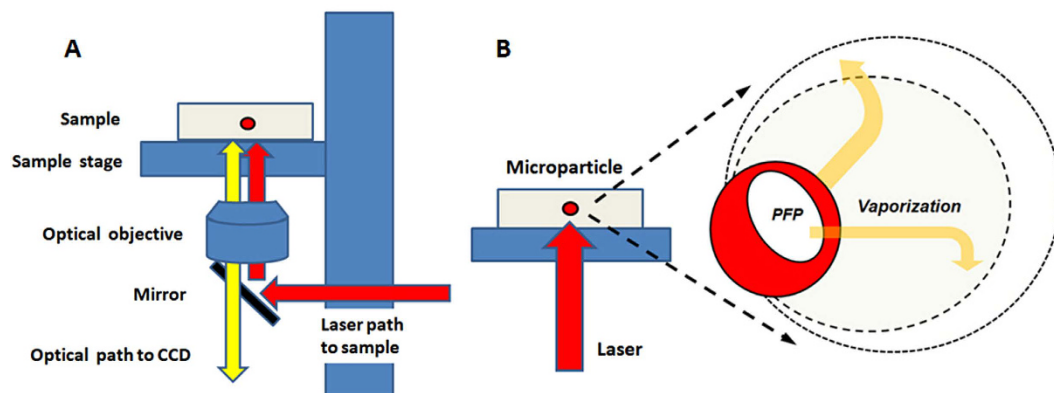 A
Sample
Sample stage
Optical objective
Mirror
Optical path to CCD
Laser path
to sample
B
Microparticle
Laser
PFP
Vaporization